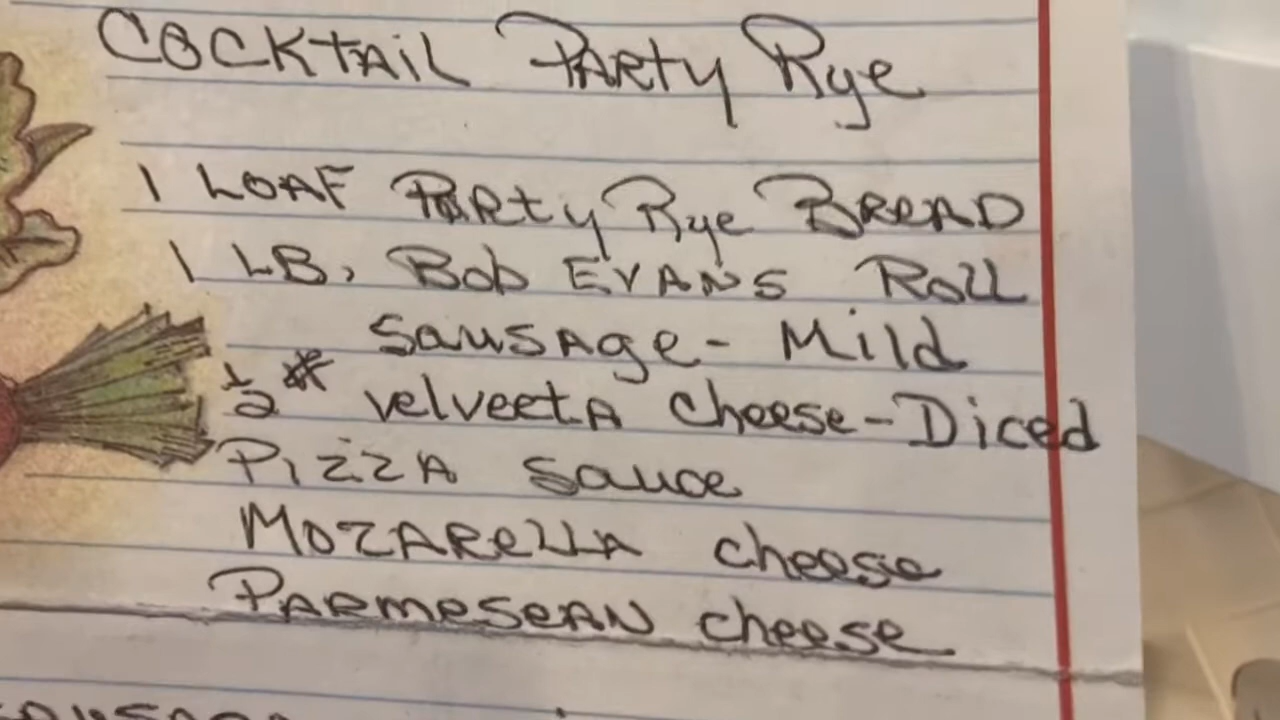 COCKTAIL PARTY Rye
1 LOAF PARty Rye BREAD
1 LB, Bob EVANS Roll
SausAge - Mild
1/2 # velveetA cheese - Diced
PizzA sauce
MOZARellA cheese
PARmeseAN cheese